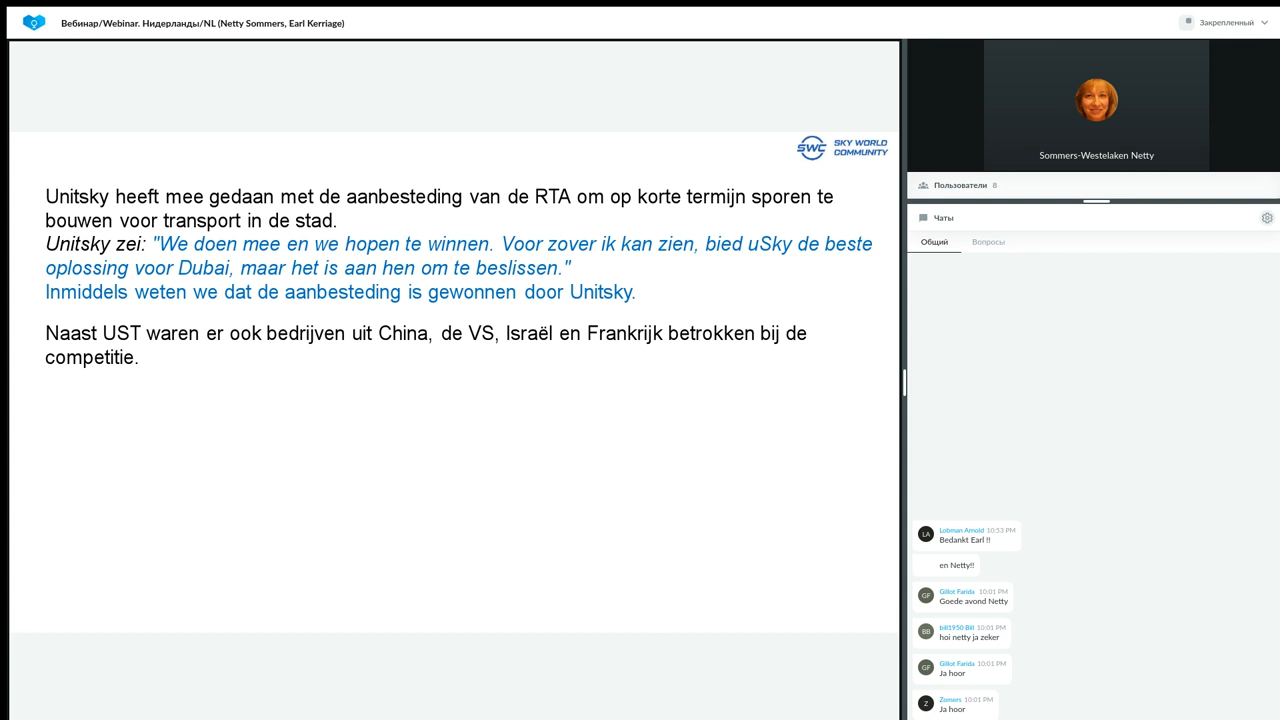 Вебинар/Webinar. Нидерланды/NL (Netty Sommers, Earl Kerriage)
Закрепленный
SWC SKY WORLD
COMMUNITY
Unitsky heeft mee gedaan met de aanbesteding van de RTA om op korte termijn sporen te
bouwen voor transport in de stad.
Unitsky zei: "We doen mee en we hopen te winnen. Voor zover ik kan zien, bied uSky de beste
oplossing voor Dubai, maar het is aan hen om te beslissen."
Inmiddels weten we dat de aanbesteding is gewonnen door Unitsky.
Naast UST waren er ook bedrijven uit China, de VS, Israël en Frankrijk betrokken bij de
competitie.
Sommers-Westelaken Netty
Пользователи 8
Чаты
Общий Вопросы
LA Lobman Arnold 10:53 PM
Bedankt Earl !!
en Netty!!
GF Gillot Farida 10:01 PM
Goede avond Netty
BB bill1950 Bill 10:01 PM
hoi netty ja zeker
GF Gillot Farida 10:01 PM
Ja hoor
Z Zomers 10:01 PM
Ja hoor